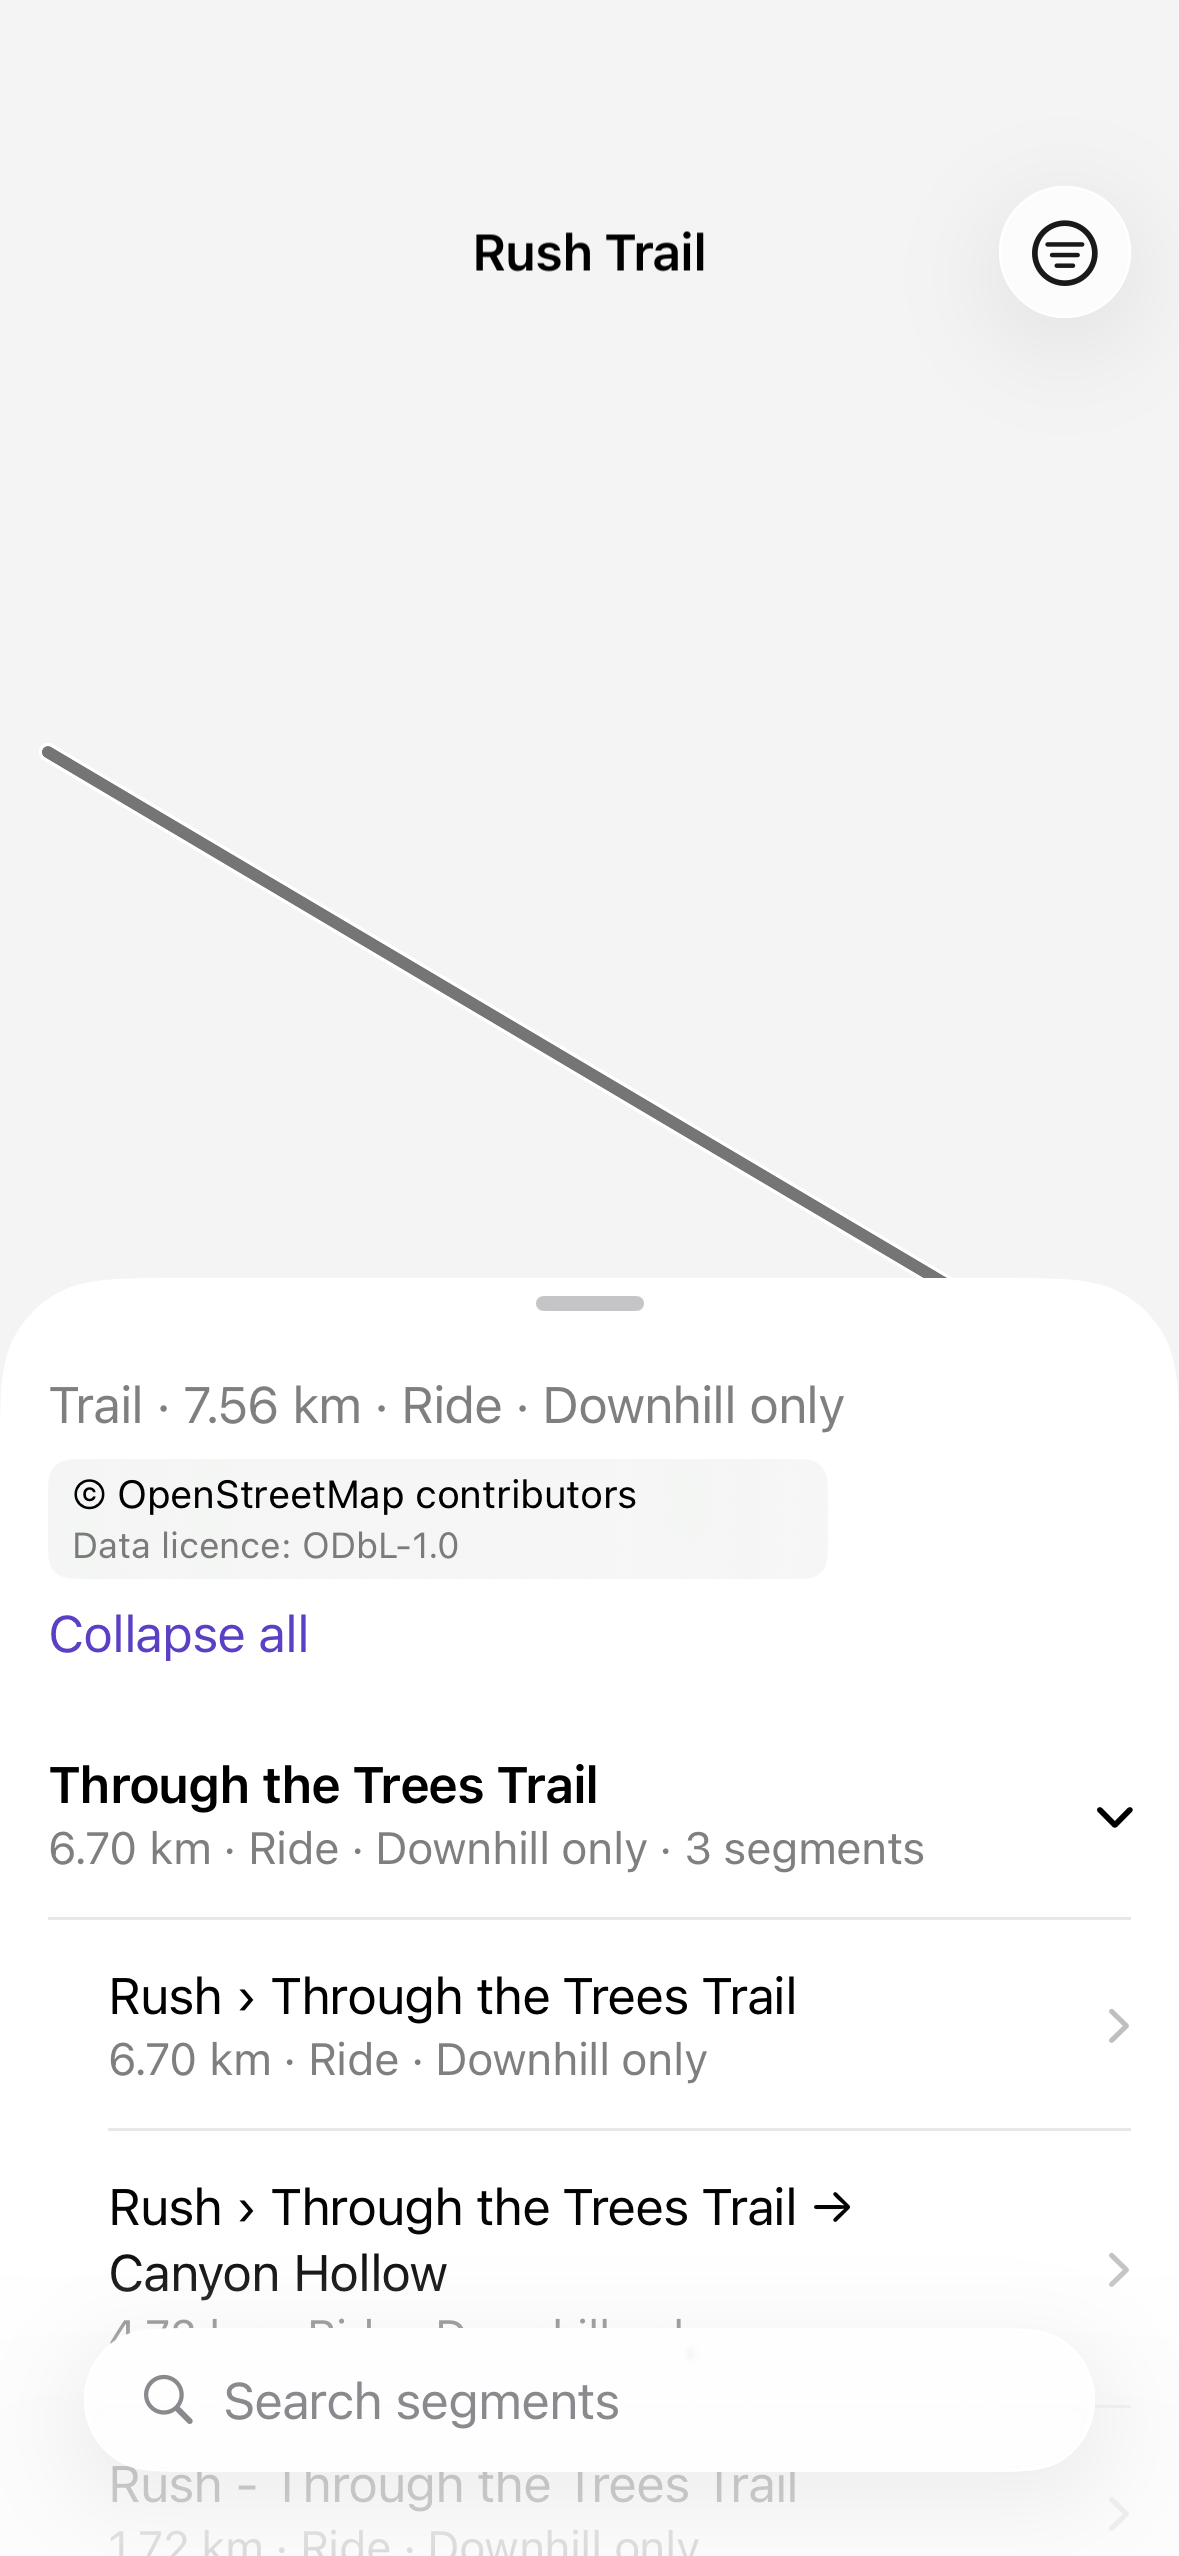 Rush Trail
Trail · 7.56 km · Ride · Downhill only
© OpenStreetMap contributors
Data licence: ODbL-1.0
Collapse all
Through the Trees Trail
6.70 km · Ride · Downhill only · 3 segments
Rush › Through the Trees Trail
6.70 km · Ride · Downhill only
Rush › Through the Trees Trail →
Canyon Hollow
Search segments
Rush - Through the Trees Trail
1.72 km · Ride · Downhill only